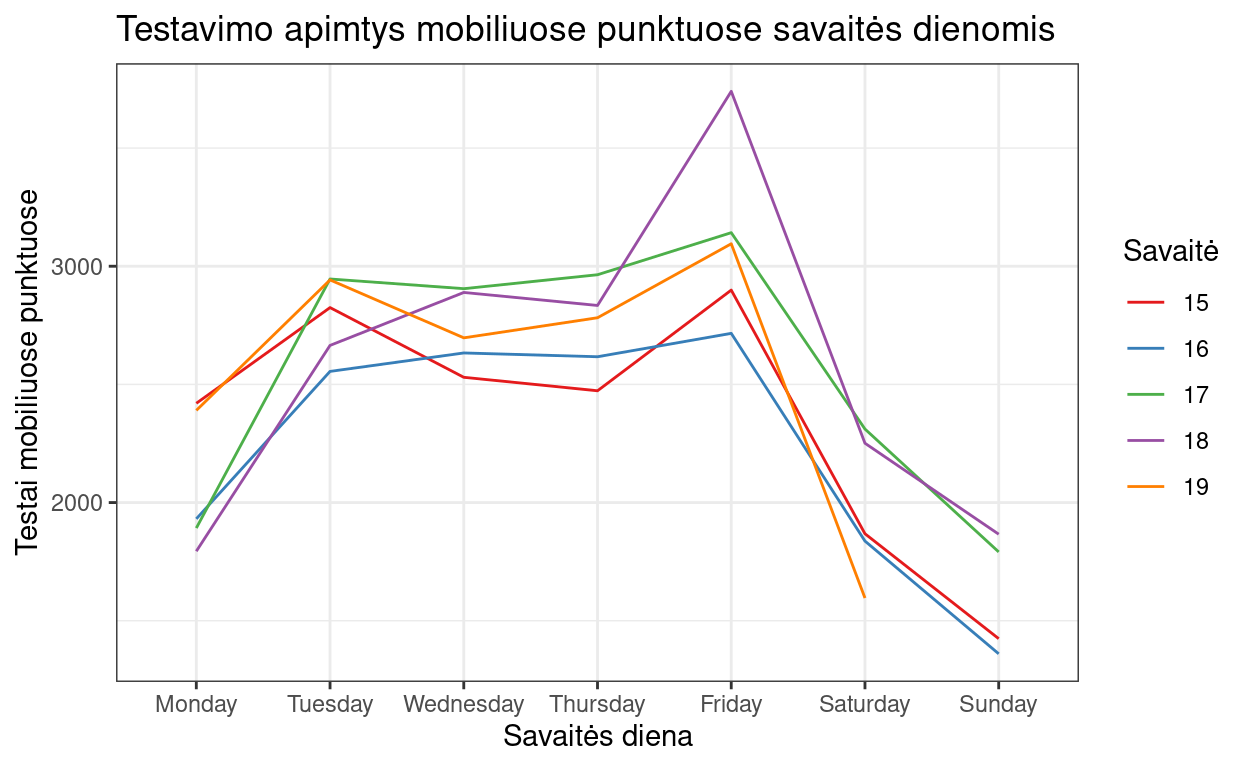 Testavimo apimtys mobiliuose punktuose savaitės dienomis
Testai mobiliuose punktuose
3000
2000
Monday
Tuesday
Wednesday
Thursday
Friday
Saturday
Sunday
Savaitės diena
Savaitė
15
16
17
18
19